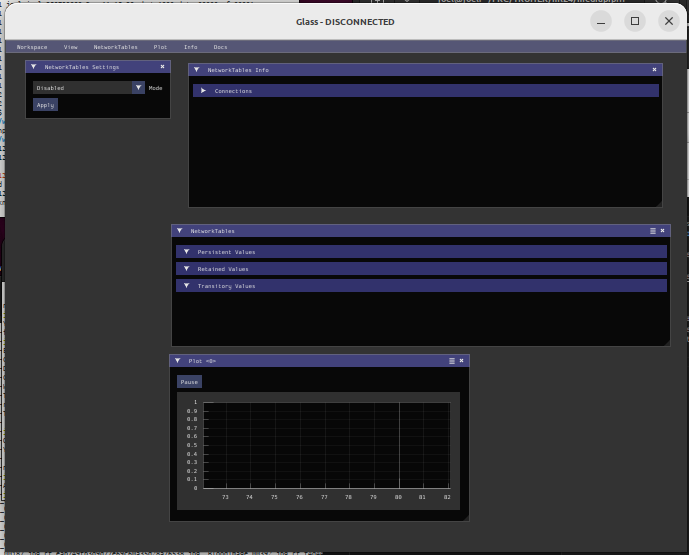 Glass - DISCONNECTED
Workspace View NetworkTables Plot Info Docs
NetworkTables Settings
Disabled Mode
Apply
NetworkTables Info
Connections
NetworkTables
Persistent Values
Retained Values
Transitory Values
Plot <0>
Pause
1
0.9
0.8
0.7
0.6
0.5
0.4
0.3
0.2
0.1
0
73 74 75 76 77 78 79 80 81 82